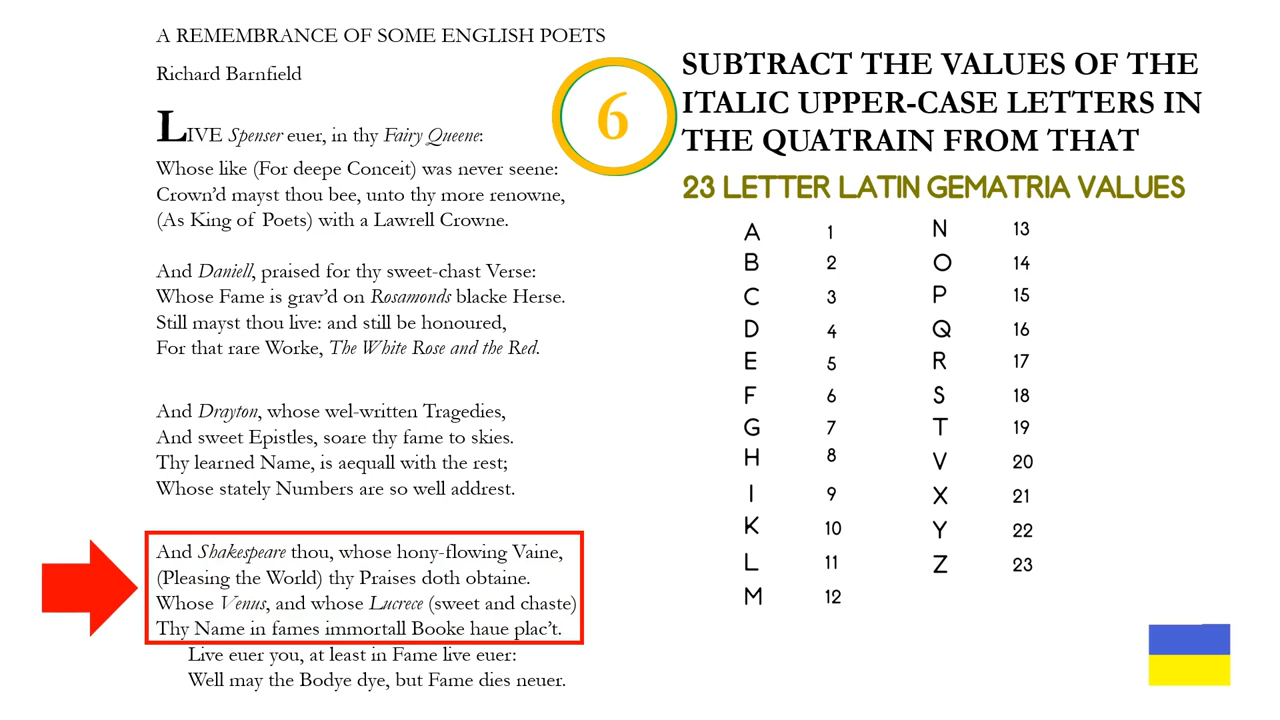 A REMEMBRANCE OF SOME ENGLISH POETS
Richard Barnfield
LIVE Spenser euer, in thy Fairy Queene:
Whose like (For deepe Conceit) was never seene:
Crown'd mayst thou bee, unto thy more renowne,
(As King of Poets) with a Lawrell Crowne.
And Daniell, praised for thy sweet-chast Verse:
Whose Fame is grav'd on Rosamonds blacke Herse.
Still mayst thou live: and still be honoured,
For that rare Worke, The White Rose and the Red.
And Drayton, whose wel-written Tragedies,
And sweet Epistles, soare thy fame to skies.
Thy learned Name, is aequall with the rest;
Whose stately Numbers are so well addrest.
And Shakespeare thou, whose hony-flowing Vaine,
(Pleasing the World) thy Praises doth obtaine.
Whose Venus, and whose Lucrece (sweet and chaste)
Thy Name in fames immortall Booke haue plac't.
Live euer you, at least in Fame live euer:
Well may the Bodye dye, but Fame dies neuer.
6
SUBTRACT THE VALUES OF THE
ITALIC UPPER-CASE LETTERS IN
THE QUATRAIN FROM THAT
23 LETTER LATIN GEMATRIA VALUES
A 1
B 2
C 3
D 4
E 5
F 6
G 7
H 8
I 9
K 10
L 11
M 12
N 13
O 14
P 15
Q 16
R 17
S 18
T 19
V 20
X 21
Y 22
Z 23